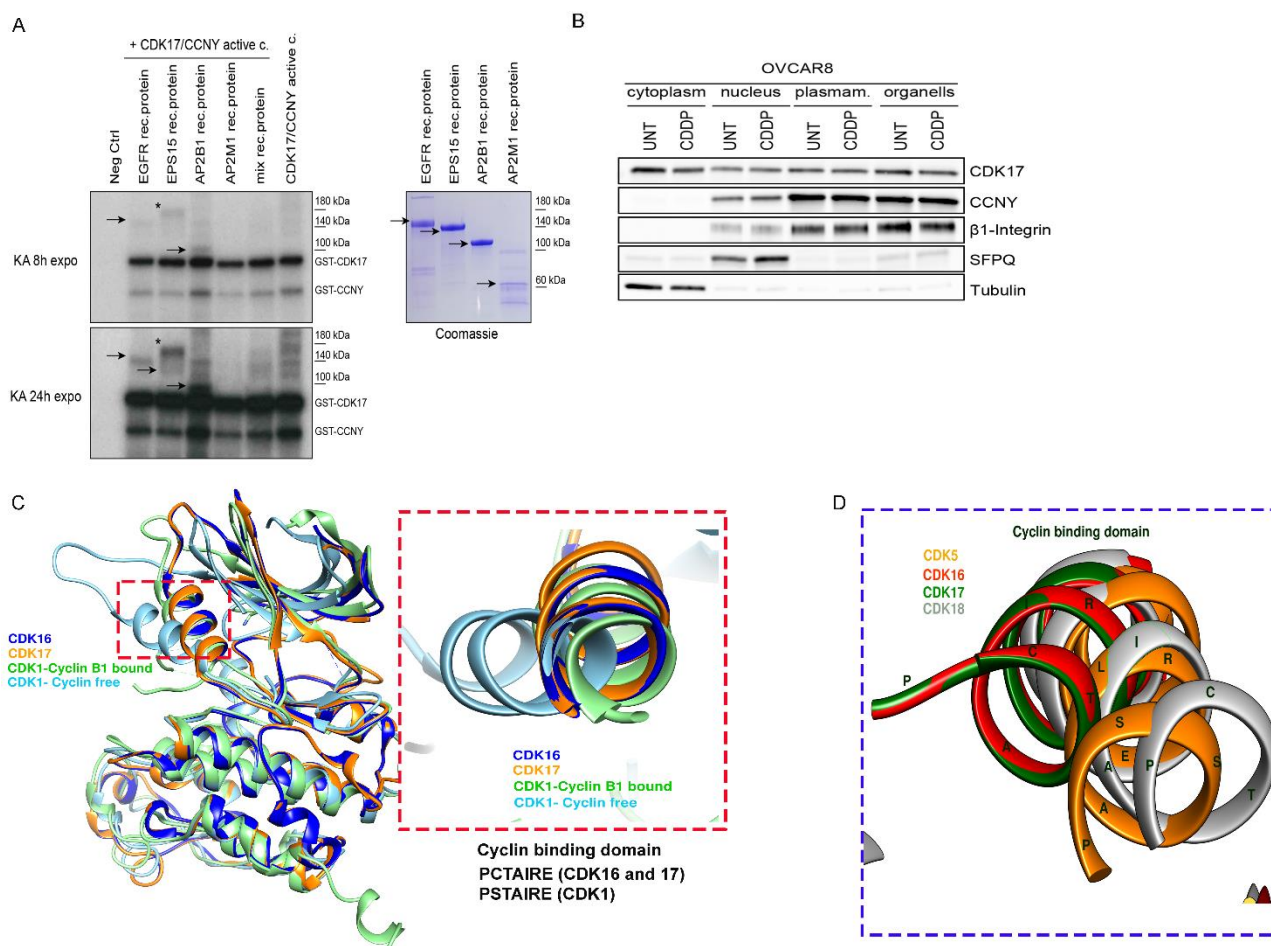 A
+ CDK17/CCNY active c.
Neg Ctrl
EGFR rec.protein
EPS15 rec.protein
AP2B1 rec.protein
AP2M1 rec.protein
mix rec.protein
CDK17/CCNY active c.
KA 8h expo
*
180 kDa
140 kDa
100 kDa
GST-CDK17
GST-CCNY
KA 24h expo
*
180 kDa
140 kDa
100 kDa
GST-CDK17
GST-CCNY
EGFR rec.protein
EPS15 rec.protein
AP2B1 rec.protein
AP2M1 rec.protein
180 kDa
140 kDa
100 kDa
60 kDa
Coomassie
B
OVCAR8
cytoplasm nucleus plasmam. organells
UNT CDDP UNT CDDP UNT CDDP UNT CDDP
CDK17
CCNY
β1-Integrin
SFPQ
Tubulin
C
CDK16
CDK17
CDK1-Cyclin B1 bound
CDK1- Cyclin free
CDK16
CDK17
CDK1-Cyclin B1 bound
CDK1- Cyclin free
Cyclin binding domain
PCTAIRE (CDK16 and 17)
PSTAIRE (CDK1)
D
Cyclin binding domain
CDK5
CDK16
CDK17
CDK18
I R
C I
P L R
T C
A S
E A P S
T
P A